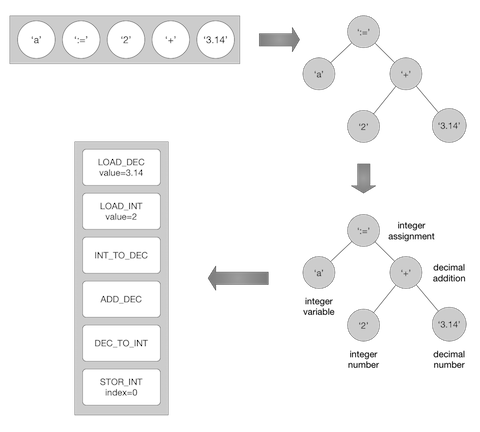 ‘a’ ‘:=’ ‘2’ ‘+’ ‘3.14’
‘:=’
‘a’ ‘+’
‘2’ ‘3.14’
‘:=’
integer
assignment
‘a’
integer
variable
‘+’
decimal
addition
‘2’
integer
number
‘3.14’
decimal
number
LOAD_DEC
value=3.14
LOAD_INT
value=2
INT_TO_DEC
ADD_DEC
DEC_TO_INT
STOR_INT
index=0